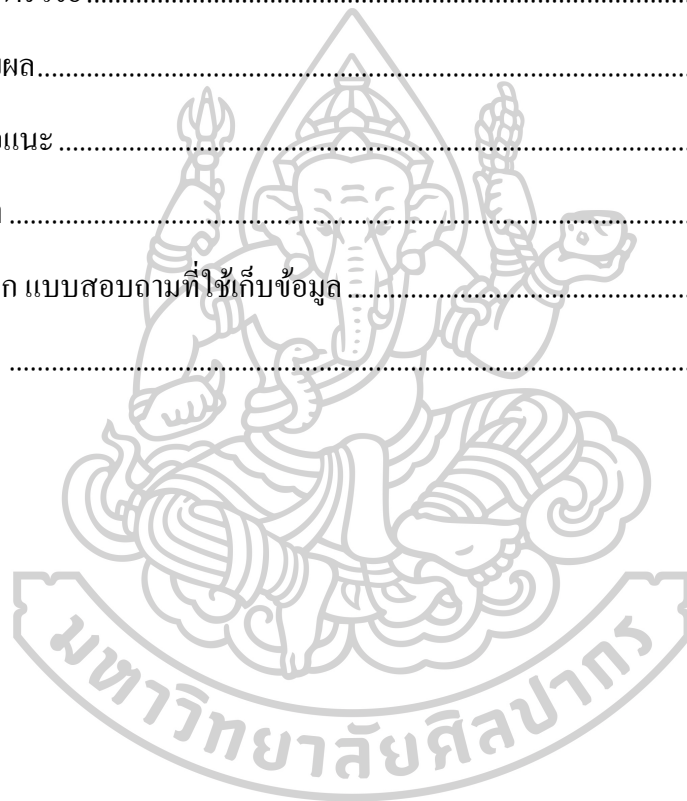 ผล........................................................................
แนะ........................................................................
ก แบบสอบถามที่ใช้เก็บข้อมูล........................................................................
มหาวิทยาลัยศิลปากร